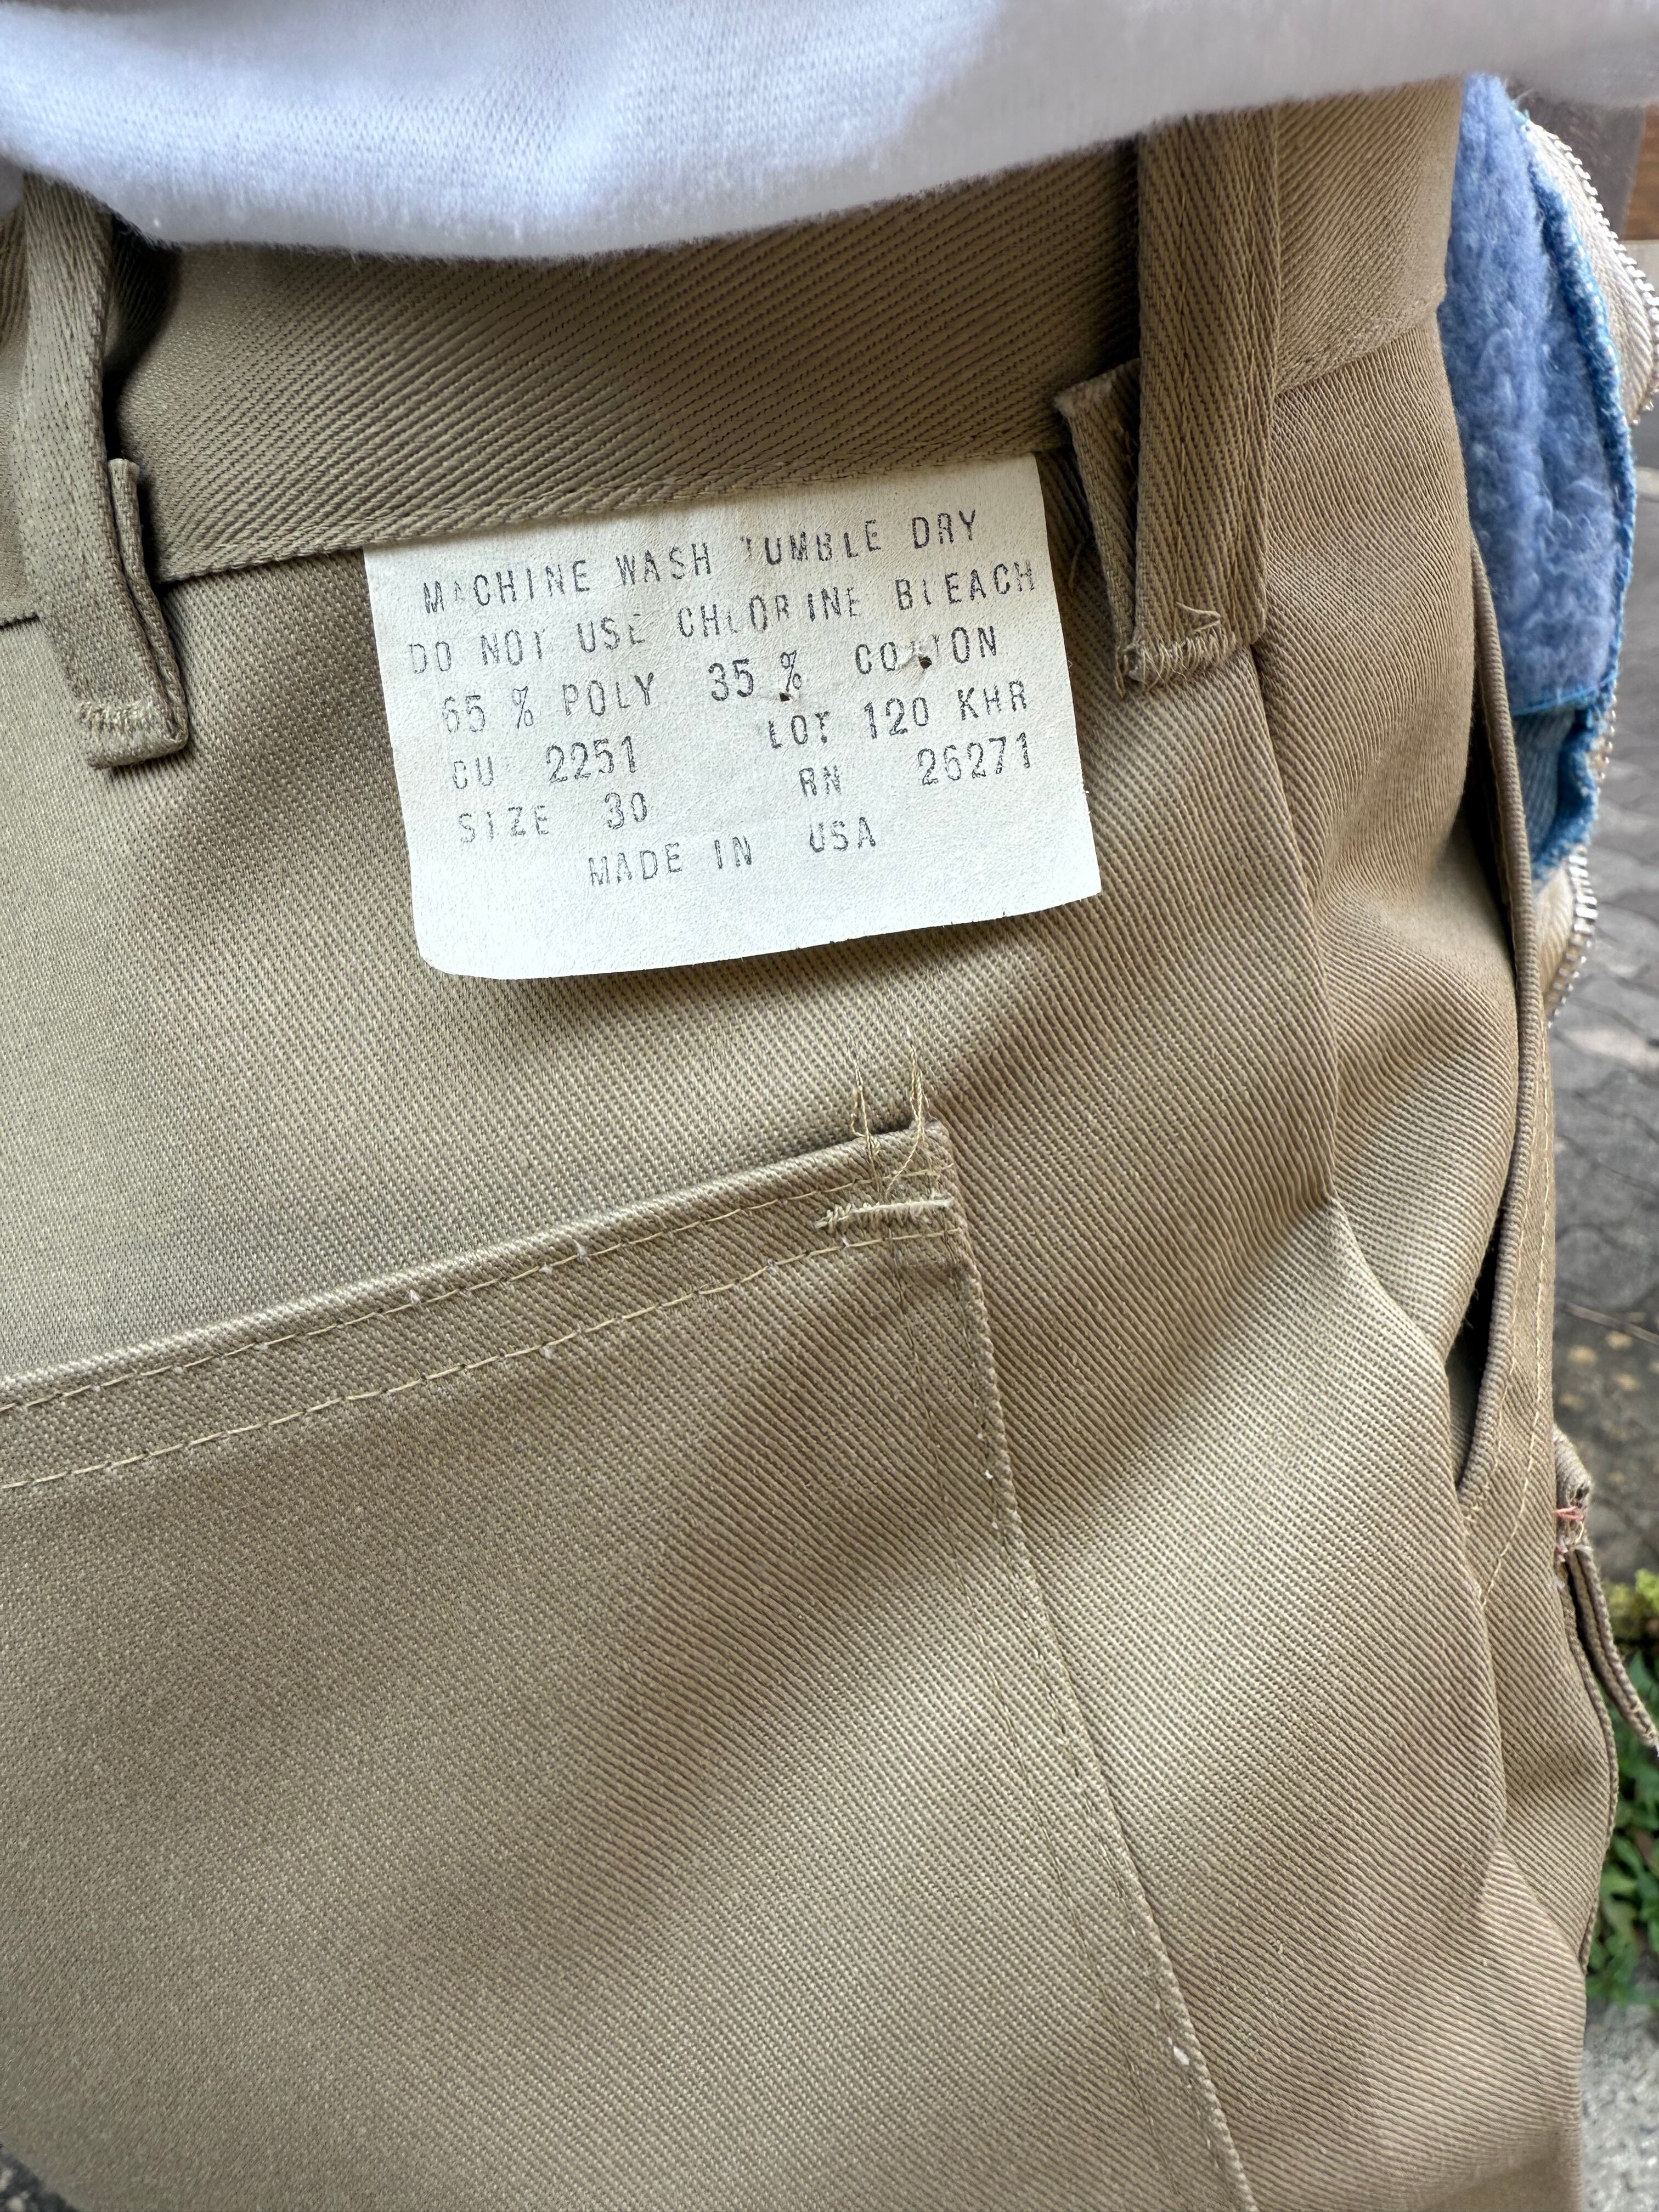 MACHINE WASH TUMBLE DRY
DO NOT USE CHLORINE BLEACH
65 % POLY 35 % COTTON
CU 2251 LOT 120 KHR
SIZE 30 RN 26271
MADE IN USA